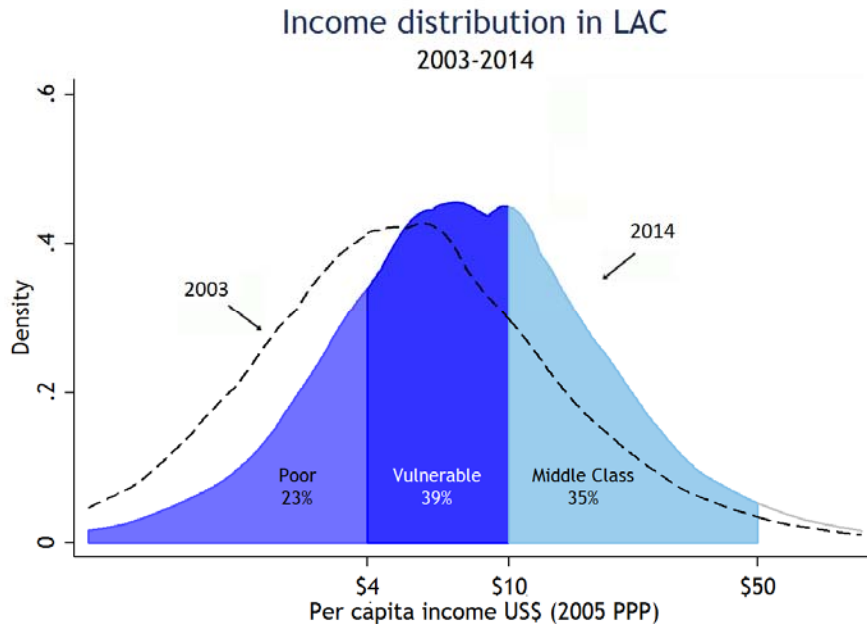 Income distribution in LAC
2003-2014
.6
.4
.2
0
Density
2003
2014
Poor
23%
Vulnerable
39%
Middle Class
35%
$4
$10
$50
Per capita income US$ (2005 PPP)